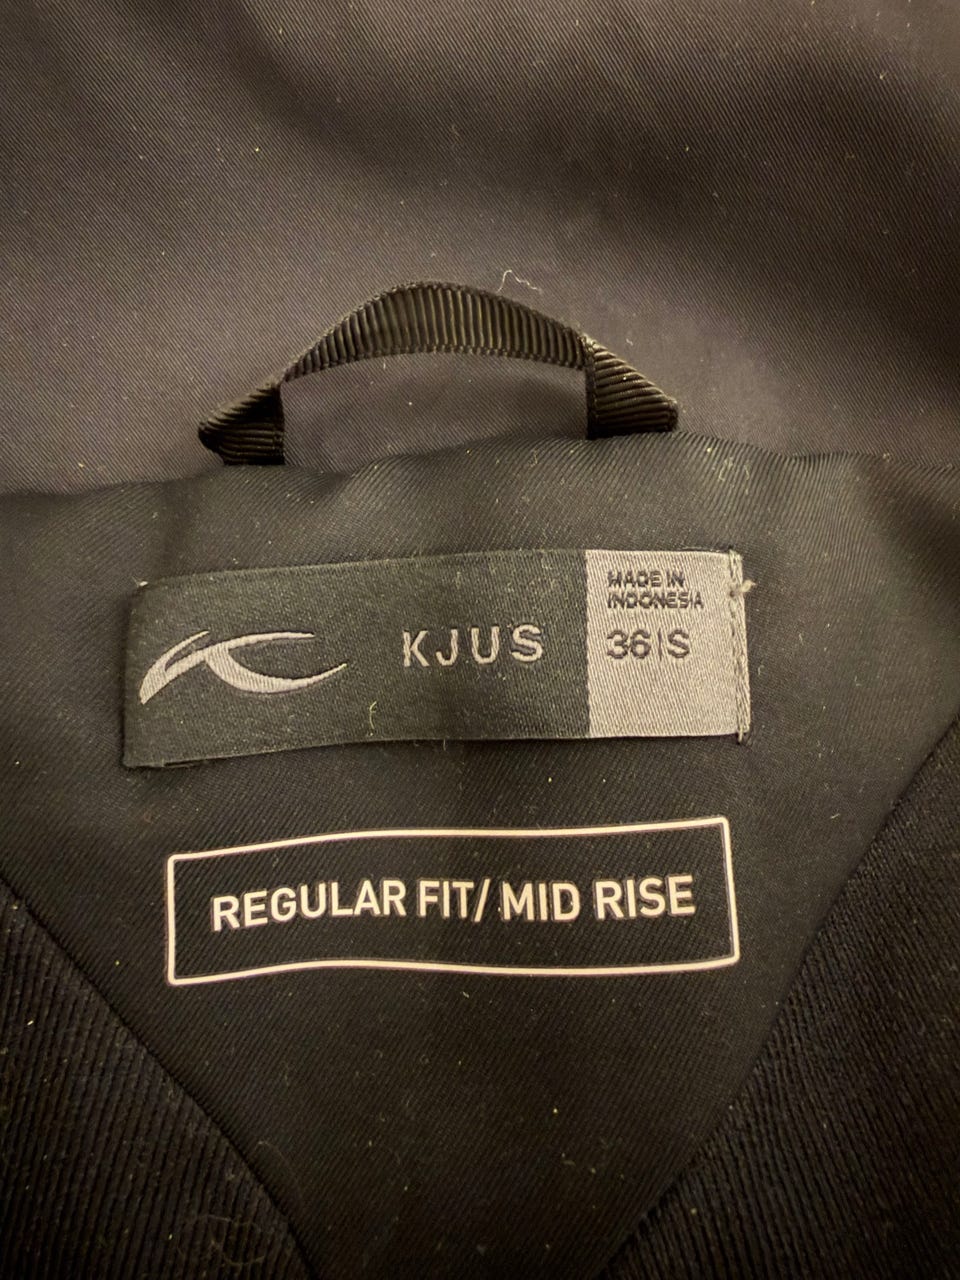 KJUS
MADE IN
INDONESIA
36|S
REGULAR FIT/ MID RISE